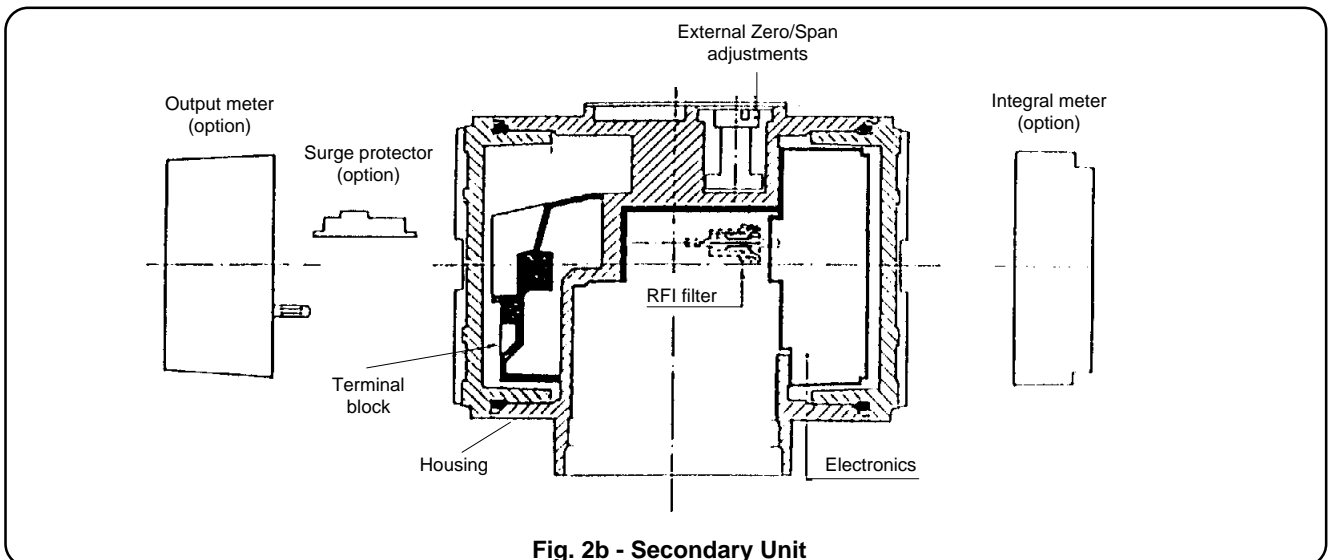 External Zero/Span
adjustments
Output meter
(option)
Surge protector
(option)
Integral meter
(option)
RFI filter
Terminal
block
Housing
Electronics
Fig. 2b - Secondary Unit